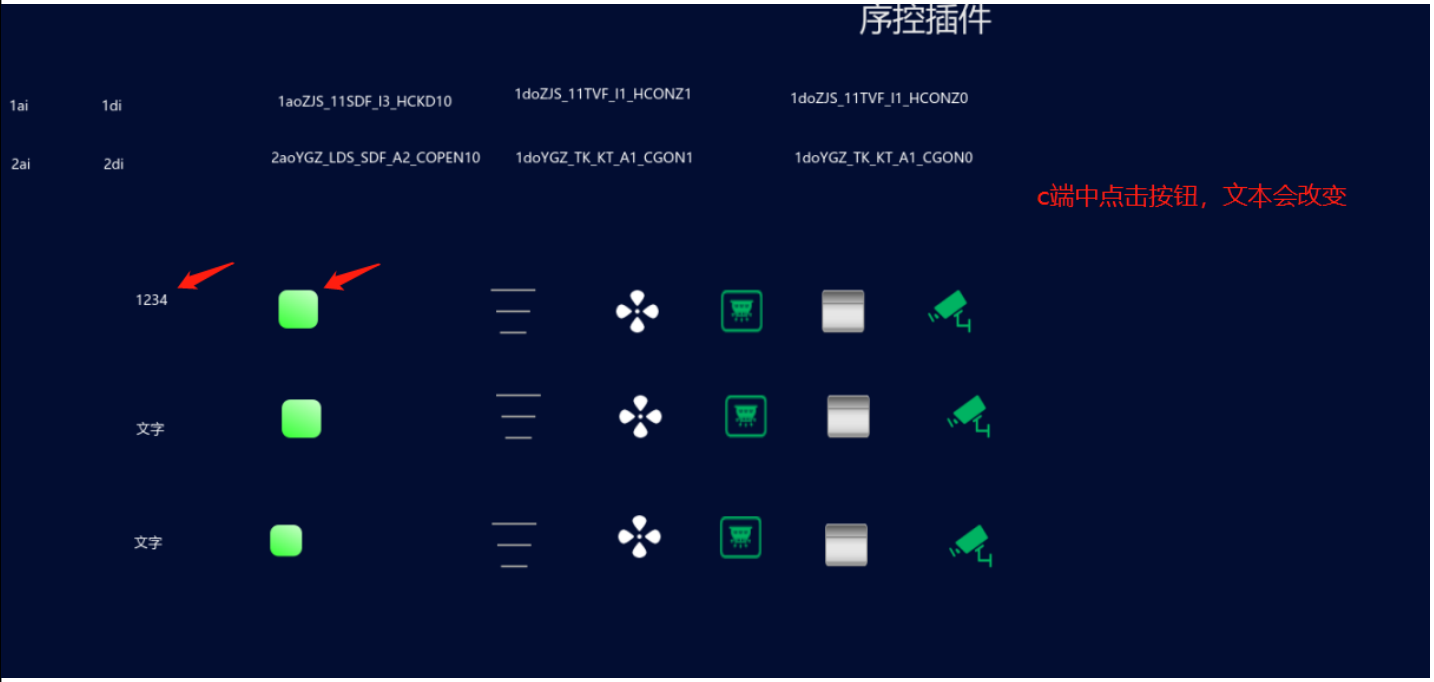 序控插件
1ai
1di
1aoZJS_11SDF_I3_HCKD10
1doZJS_11TVF_I1_HCONZ1
1doZJS_11TVF_I1_HCONZ0
2ai
2di
2aoYGZ_LDS_SDF_A2_COPEN10
1doYGZ_TK_KT_A1_CGON1
1doYGZ_TK_KT_A1_CGON0
c端中点击按钮，文本会改变
1234
文字
文字